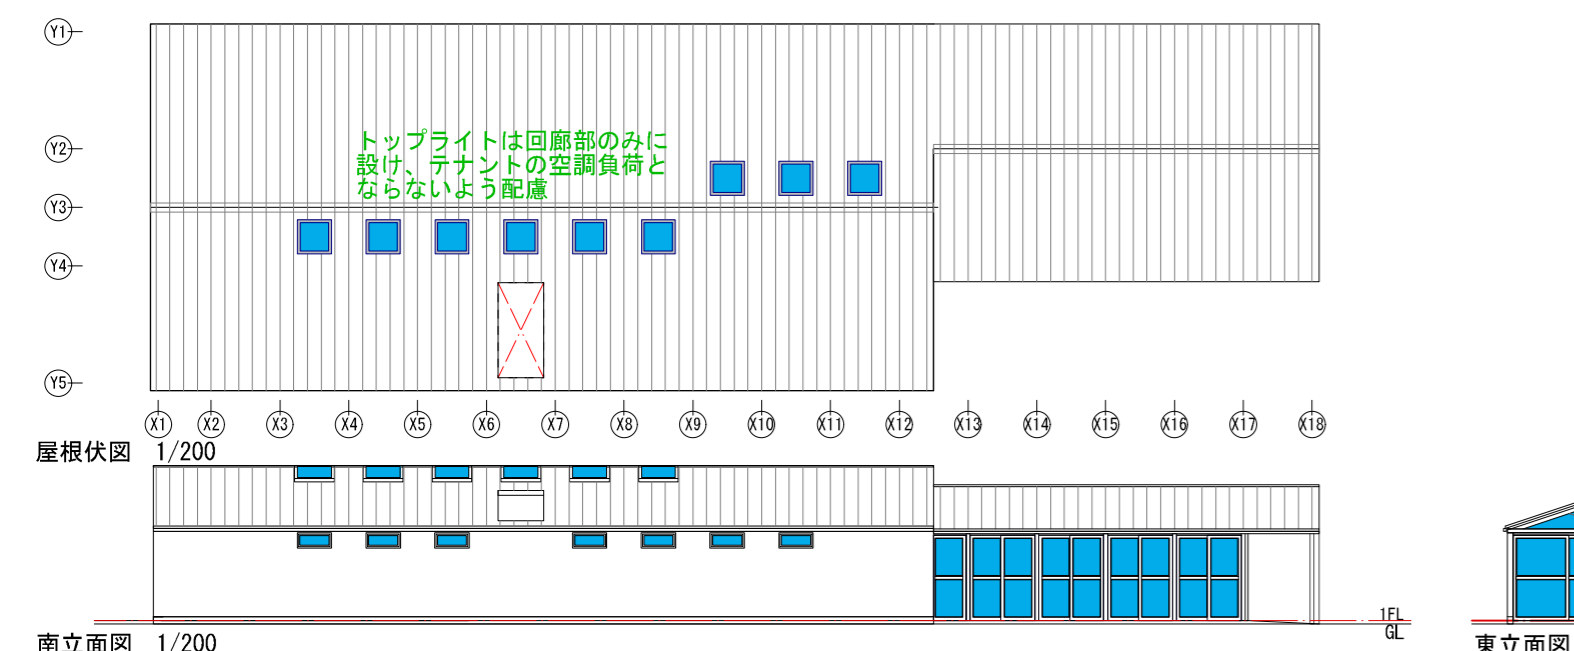 Y1
トップライトは回廊部のみに
設け、テナントの空調負荷と
ならないよう配慮
Y2
Y3
Y4
Y5
X1 X2 X3 X4 X5 X6 X7 X8 X9 X10 X11 X12 X13 X14 X15 X16 X17 X18
屋根伏図 1/200
1FL
GL
南立面図 1/200
東立面図